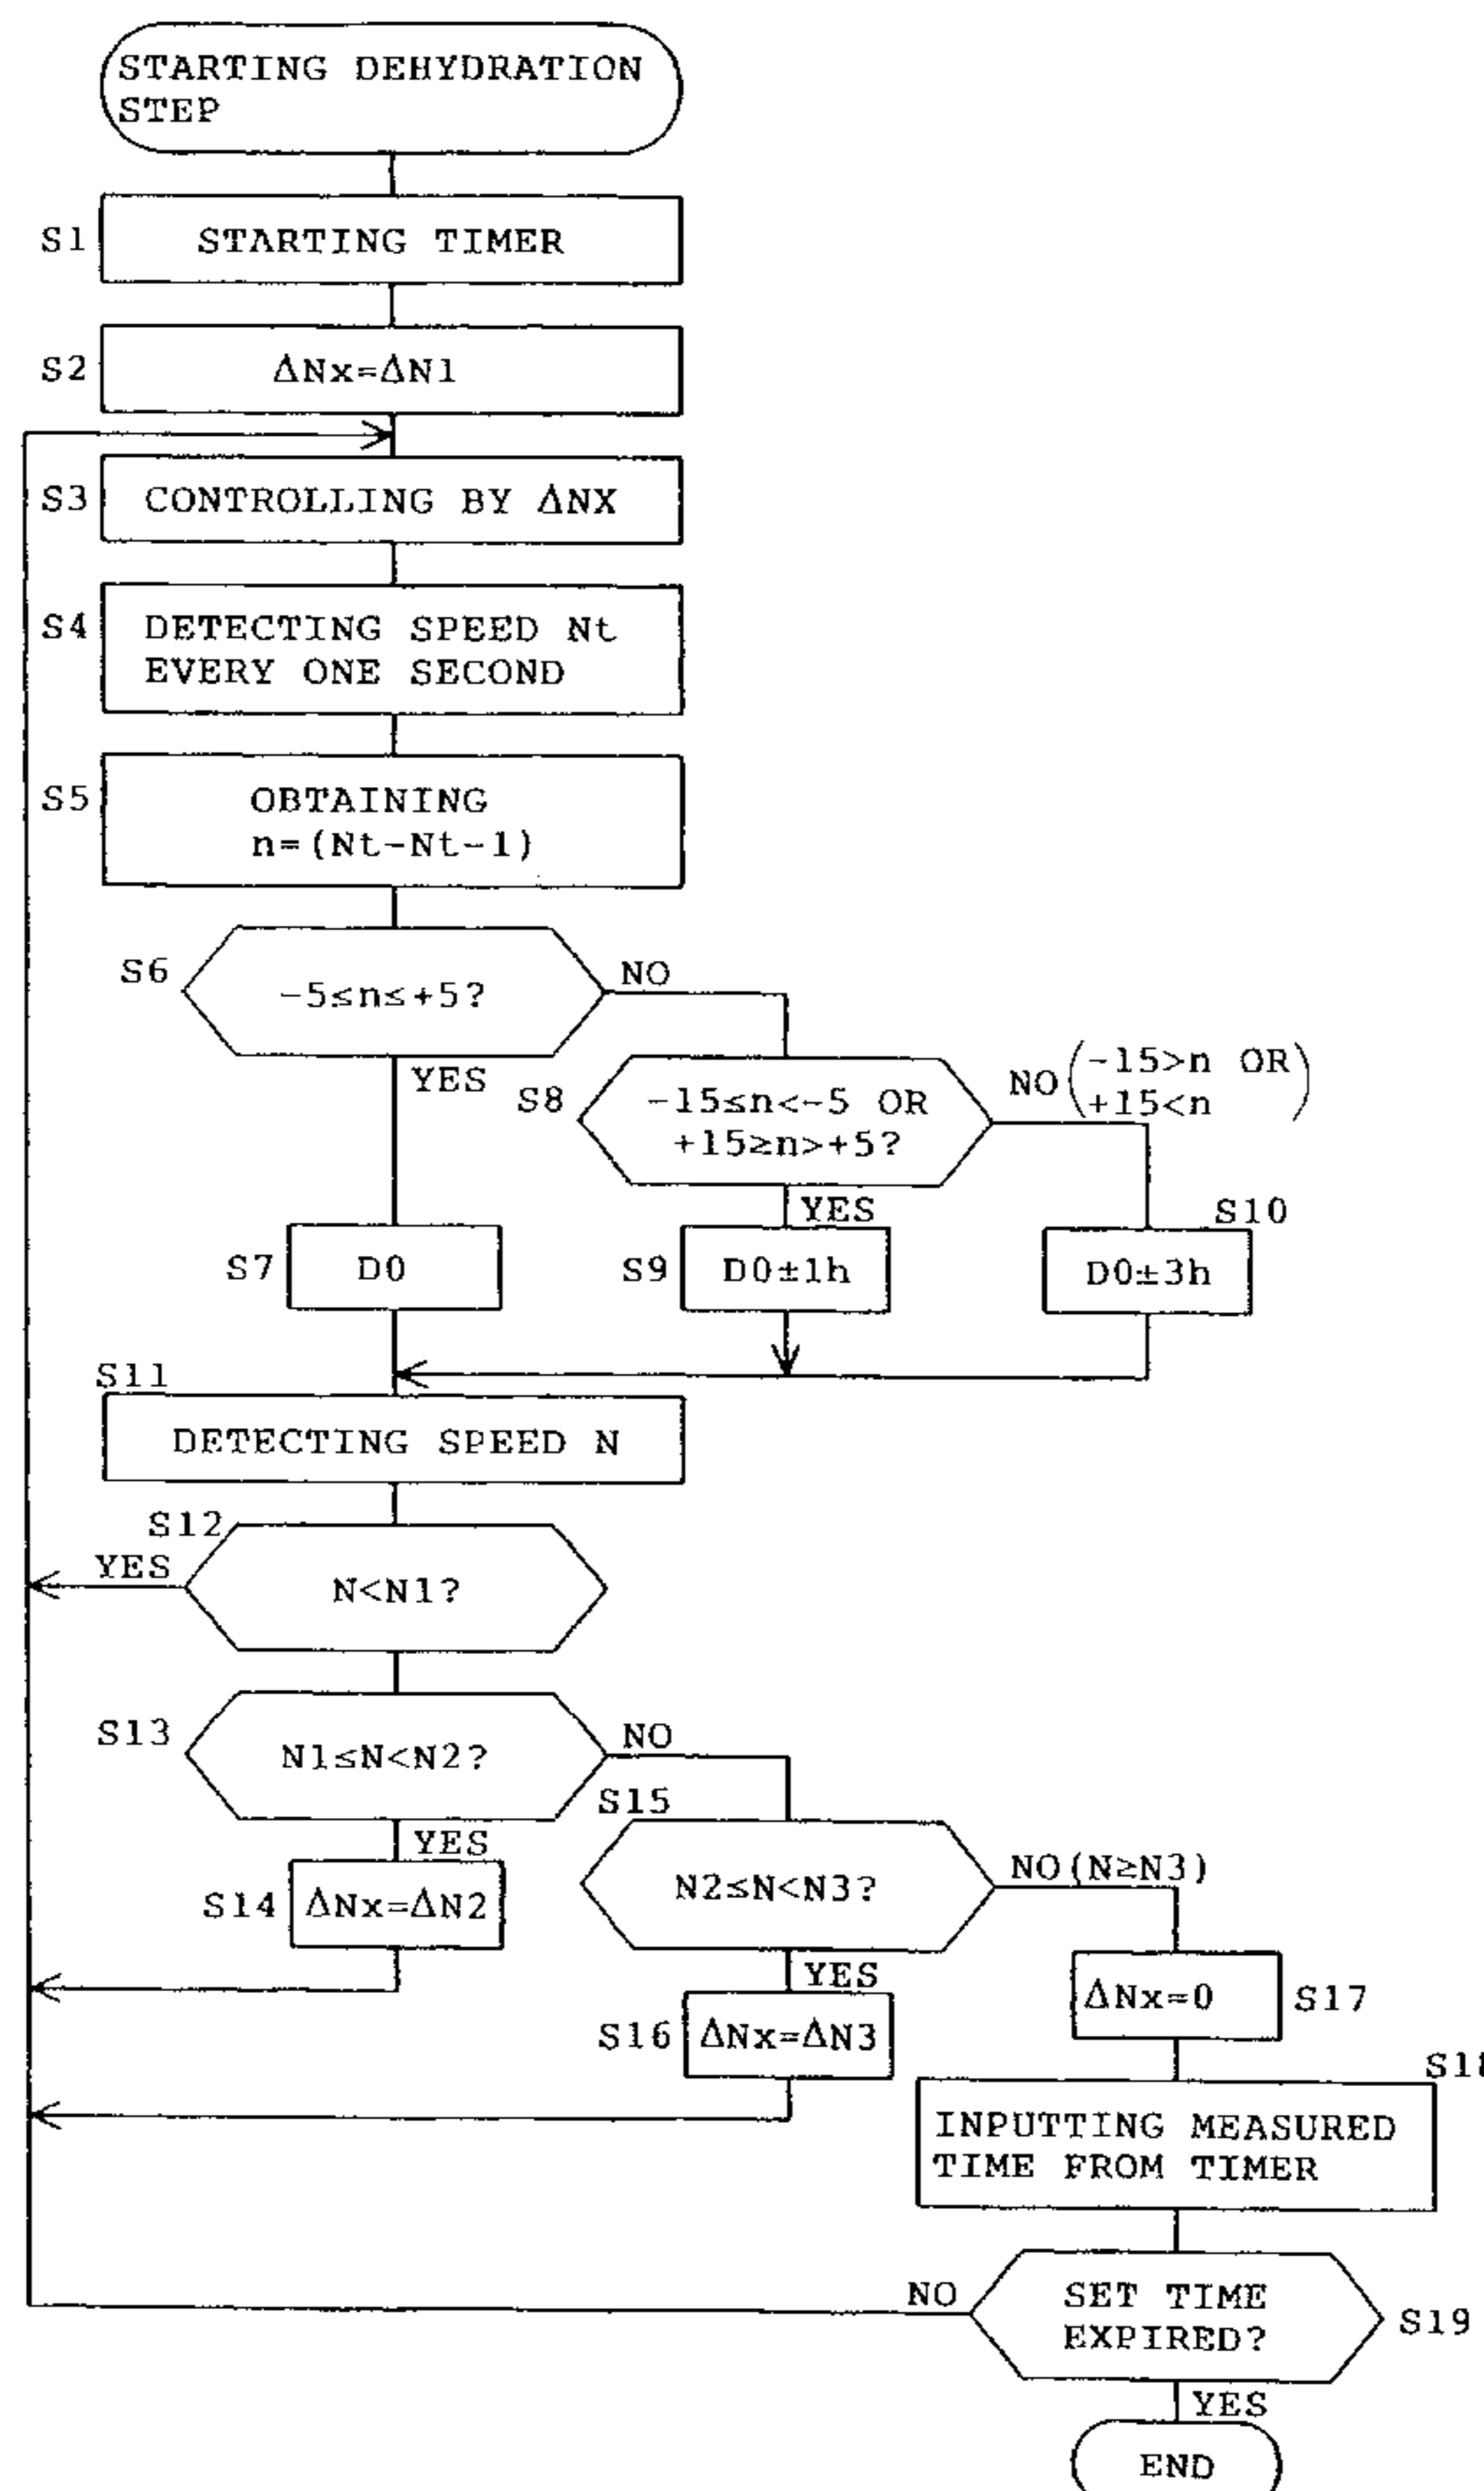 STARTING DEHYDRATION
STEP
S1
STARTING TIMER
S2
ΔNx=ΔN1
S3
CONTROLLING BY ΔNX
S4
DETECTING SPEED Nt
EVERY ONE SECOND
S5
OBTAINING
n=(Nt-Nt-1)
S6
-5≤n≤+5?
NO
YES
S8
-15≤n<-5 OR
+15≥n>+5?
NO (-15>n OR
+15<n)
YES
S7
D0
S9
D0±1h
S10
D0±3h
S11
DETECTING SPEED N
S12
YES
N<N1?
S13
N1≤N<N2?
NO
YES
S14
ΔNx=ΔN2
S15
N2≤N<N3?
NO(N≥N3)
YES
S16
ΔNx=ΔN3
ΔNx=0
S17
S18
INPUTTING MEASURED
TIME FROM TIMER
NO
SET TIME
EXPIRED?
S19
YES
END